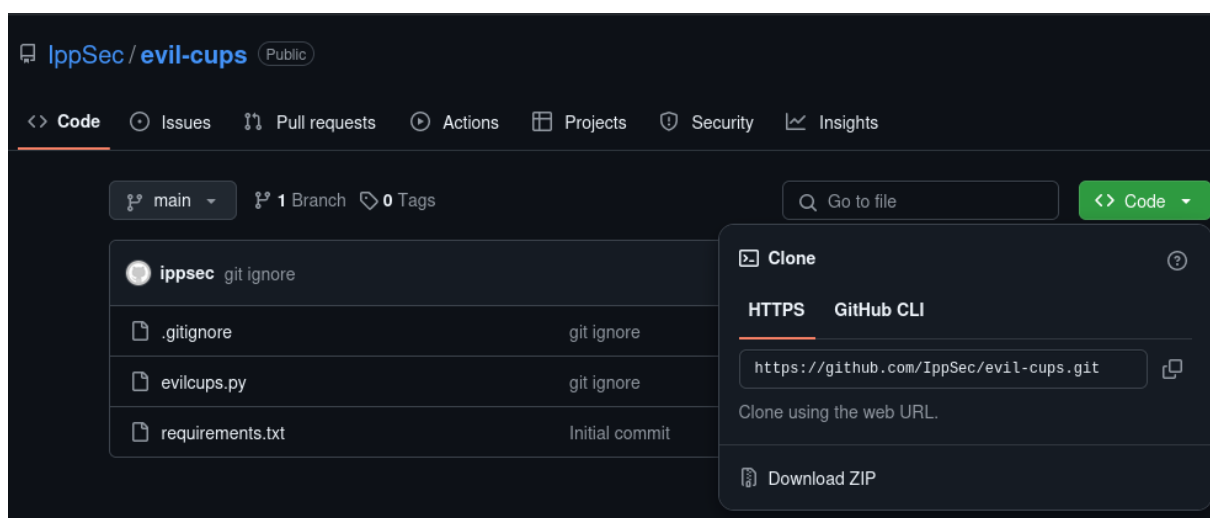 IppSec / evil-cups Public
Code Issues Pull requests Actions Projects Security Insights
main 1 Branch 0 Tags Go to file Code
ippsec git ignore
.gitignore git ignore
evilcups.py git ignore
requirements.txt Initial commit
Clone
HTTPS GitHub CLI
https://github.com/IppSec/evil-cups.git
Clone using the web URL.
Download ZIP